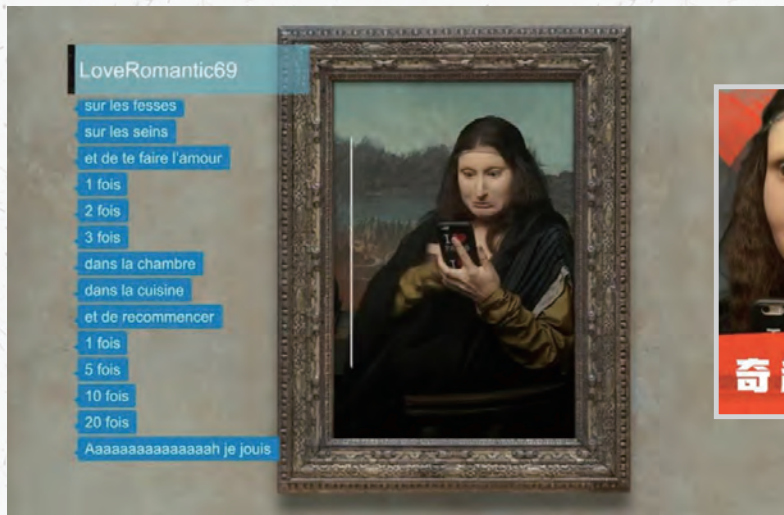 LoveRomantic69
sur les fesses
sur les seins
et de te faire l'amour
1 fois
2 fois
3 fois
dans la chambre
dans la cuisine
et de recommencer
1 fois
5 fois
10 fois
20 fois
Aaaaaaaaaaaaaaah je jouis
奇